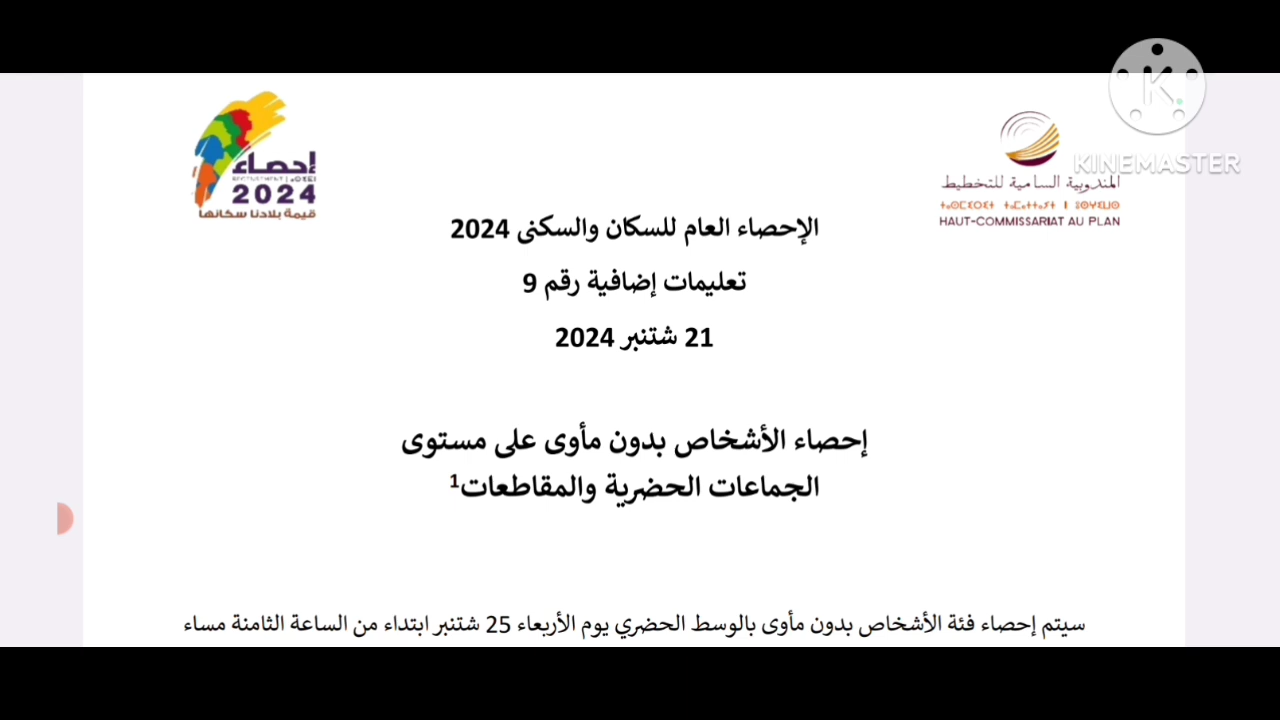 KINEMASTER
إحصاء
2024
قيمة بلادنا سكانها
المندوبية السامية للتخطيط
HAUT-COMMISSARIAT AU PLAN
الإحصاء العام للسكان والسكنى 2024
تعليمات إضافية رقم 9
21 شتنبر 2024
إحصاء الأشخاص بدون مأوى على مستوى
الجماعات الحضرية والمقاطعات1
سيتم إحصاء فئة الأشخاص بدون مأوى بالوسط الحضري يوم الأربعاء 25 شتنبر ابتداء من الساعة الثامنة مساء